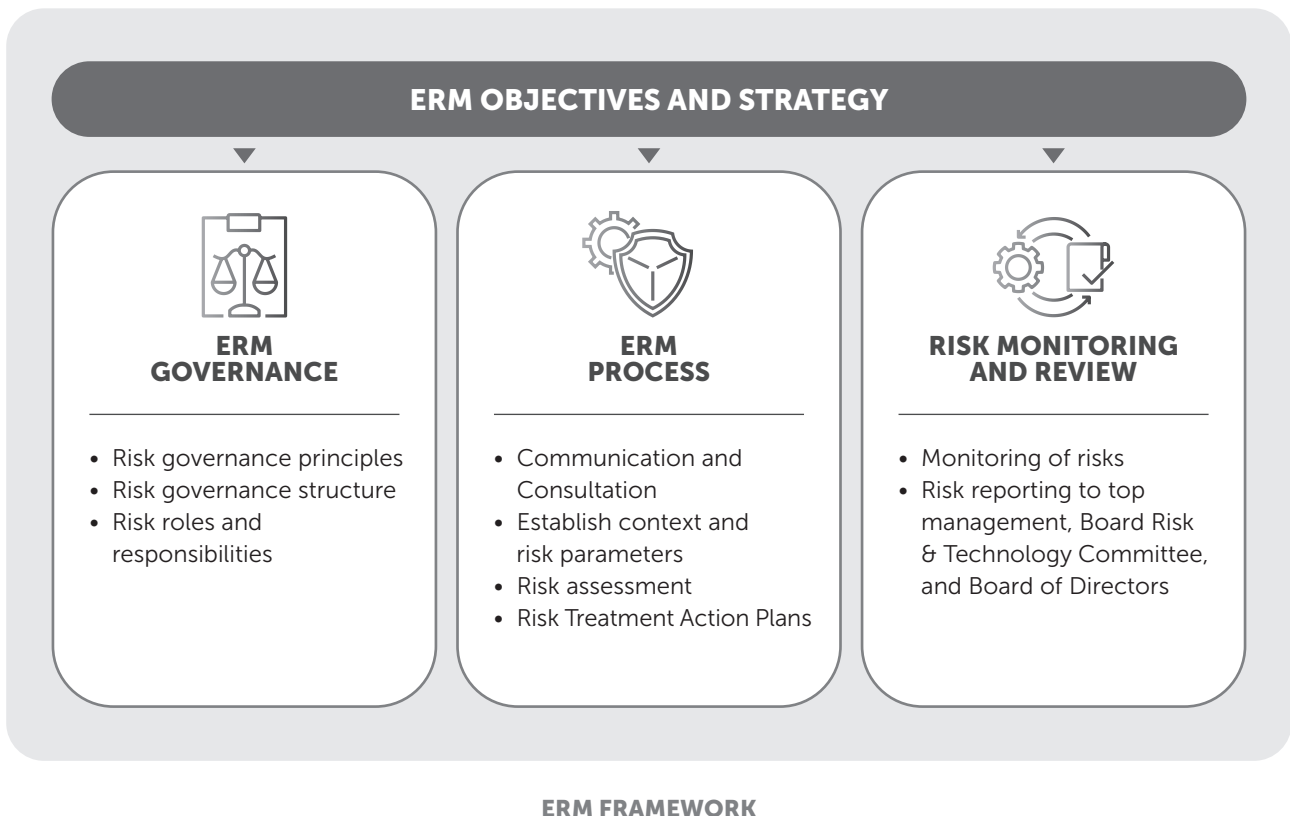 ERM OBJECTIVES AND STRATEGY
ERM
GOVERNANCE
• Risk governance principles
• Risk governance structure
• Risk roles and
responsibilities
ERM
PROCESS
• Communication and
Consultation
• Establish context and
risk parameters
• Risk assessment
• Risk Treatment Action Plans
RISK MONITORING
AND REVIEW
• Monitoring of risks
• Risk reporting to top
management, Board Risk
& Technology Committee,
and Board of Directors
ERM FRAMEWORK